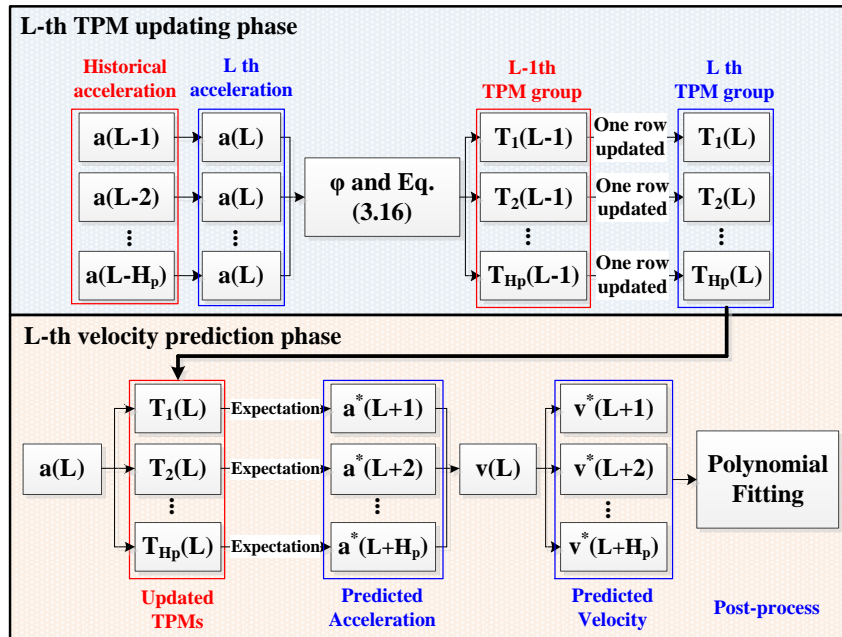 L-th TPM updating phase
Historical acceleration
L th acceleration
L-1th TPM group
L th TPM group
a(L-1)
a(L)
T₁(L-1)
One row updated
T₁(L)
a(L-2)
a(L)
φ and Eq. (3.16)
T₂(L-1)
One row updated
T₂(L)
⋮
⋮
⋮
⋮
a(L-Hₚ)
a(L)
T_Hp(L-1)
One row updated
T_Hp(L)
L-th velocity prediction phase
T₁(L)
Expectation
a*(L+1)
v*(L+1)
a(L)
T₂(L)
Expectation
a*(L+2)
v(L)
v*(L+2)
Polynomial Fitting
⋮
⋮
⋮
T_Hp(L)
Expectation
a*(L+Hₚ)
v*(L+Hₚ)
Updated TPMs
Predicted Acceleration
Predicted Velocity
Post-process